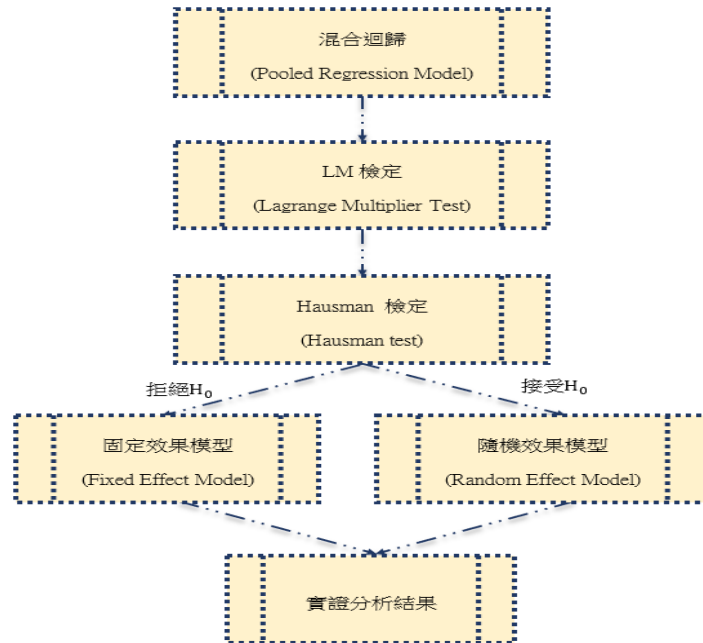 混合迴歸
(Pooled Regression Model)
LM 檢定
(Lagrange Multiplier Test)
Hausman 檢定
(Hausman test)
拒絕H₀
接受H₀
固定效果模型
(Fixed Effect Model)
隨機效果模型
(Random Effect Model)
實證分析結果